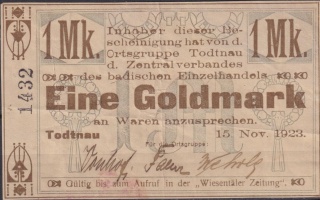 1 Mk.
1 Mk.
Inhaber dieser Be-
scheinigung hat von d.
Ortsgruppe Todtnau
d. Zentralverbandes
des badischen Einzelhandels
Eine Goldmark
an Waren anzusprechen.
Todtnau
15. Nov. 1923.
Für die Ortsgruppe:
Gültig bis zum Aufruf in der "Wiesentäler Zeitung".
1432